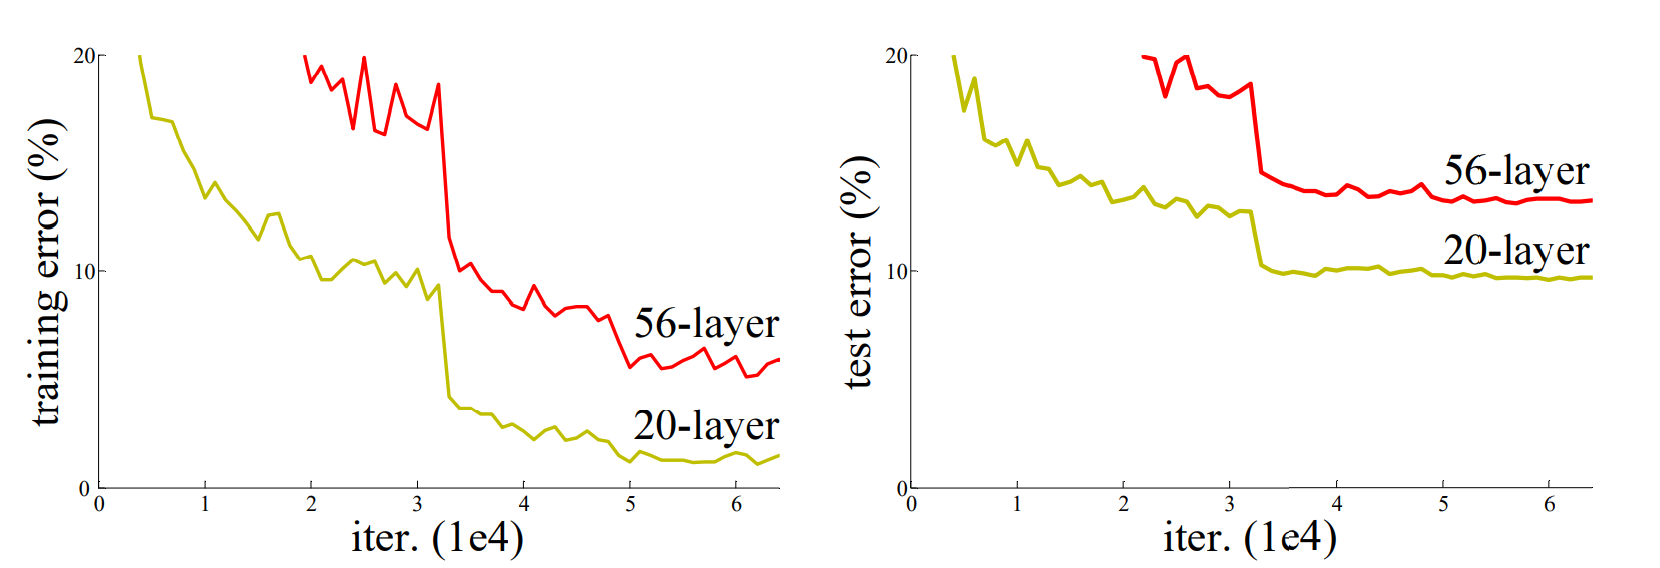 20
10
0
training error (%)
56-layer
20-layer
0 1 2 3 4 5 6
iter. (1e4)
20
10
0
test error (%)
56-layer
20-layer
0 1 2 3 4 5 6
iter. (1e4)